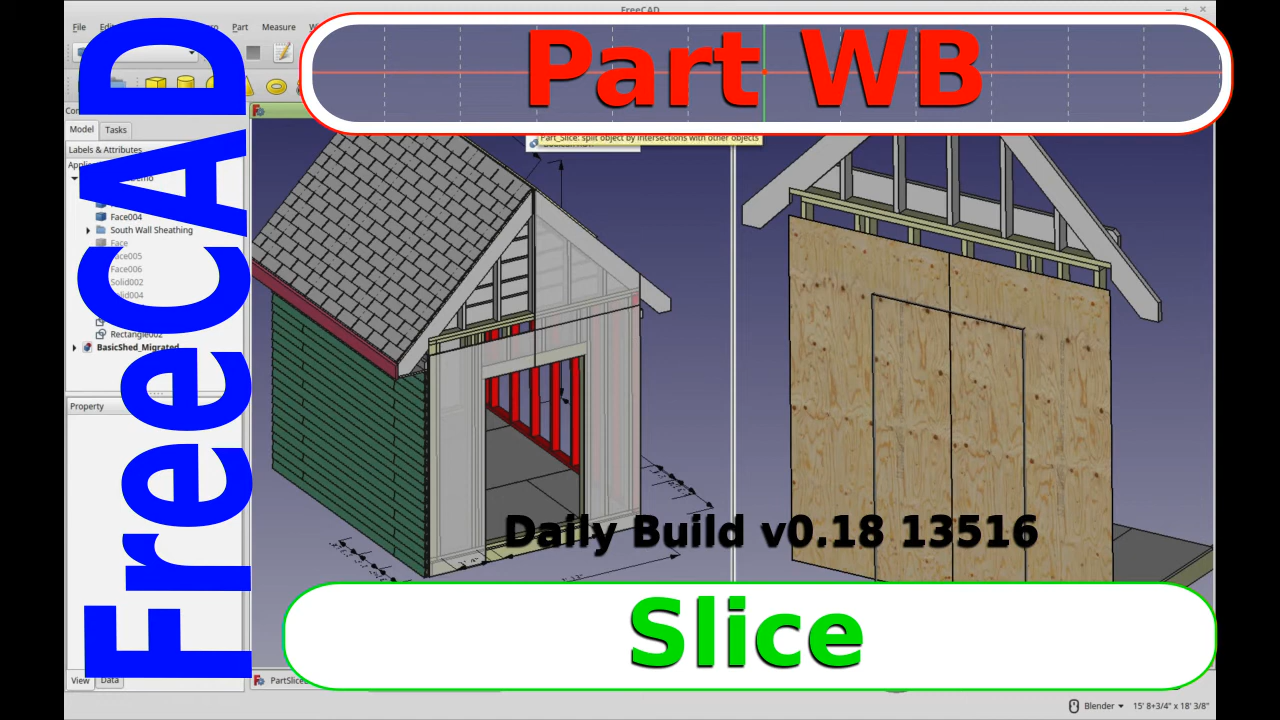 FreeCAD
File
Part
Measure
Part WB
Part_Slice: split object by intersections with other objects
Model
Tasks
Labels & Attributes
Face004
South Wall Sheathing
Face
Face005
Face006
Solid002
Solid004
Rectangle002
BasicShed_Migrated
Property
FreeCAD
Daily Build v0.18 13516
Slice
View
Data
Blender
15' 8+3/4" x 18' 3/8"